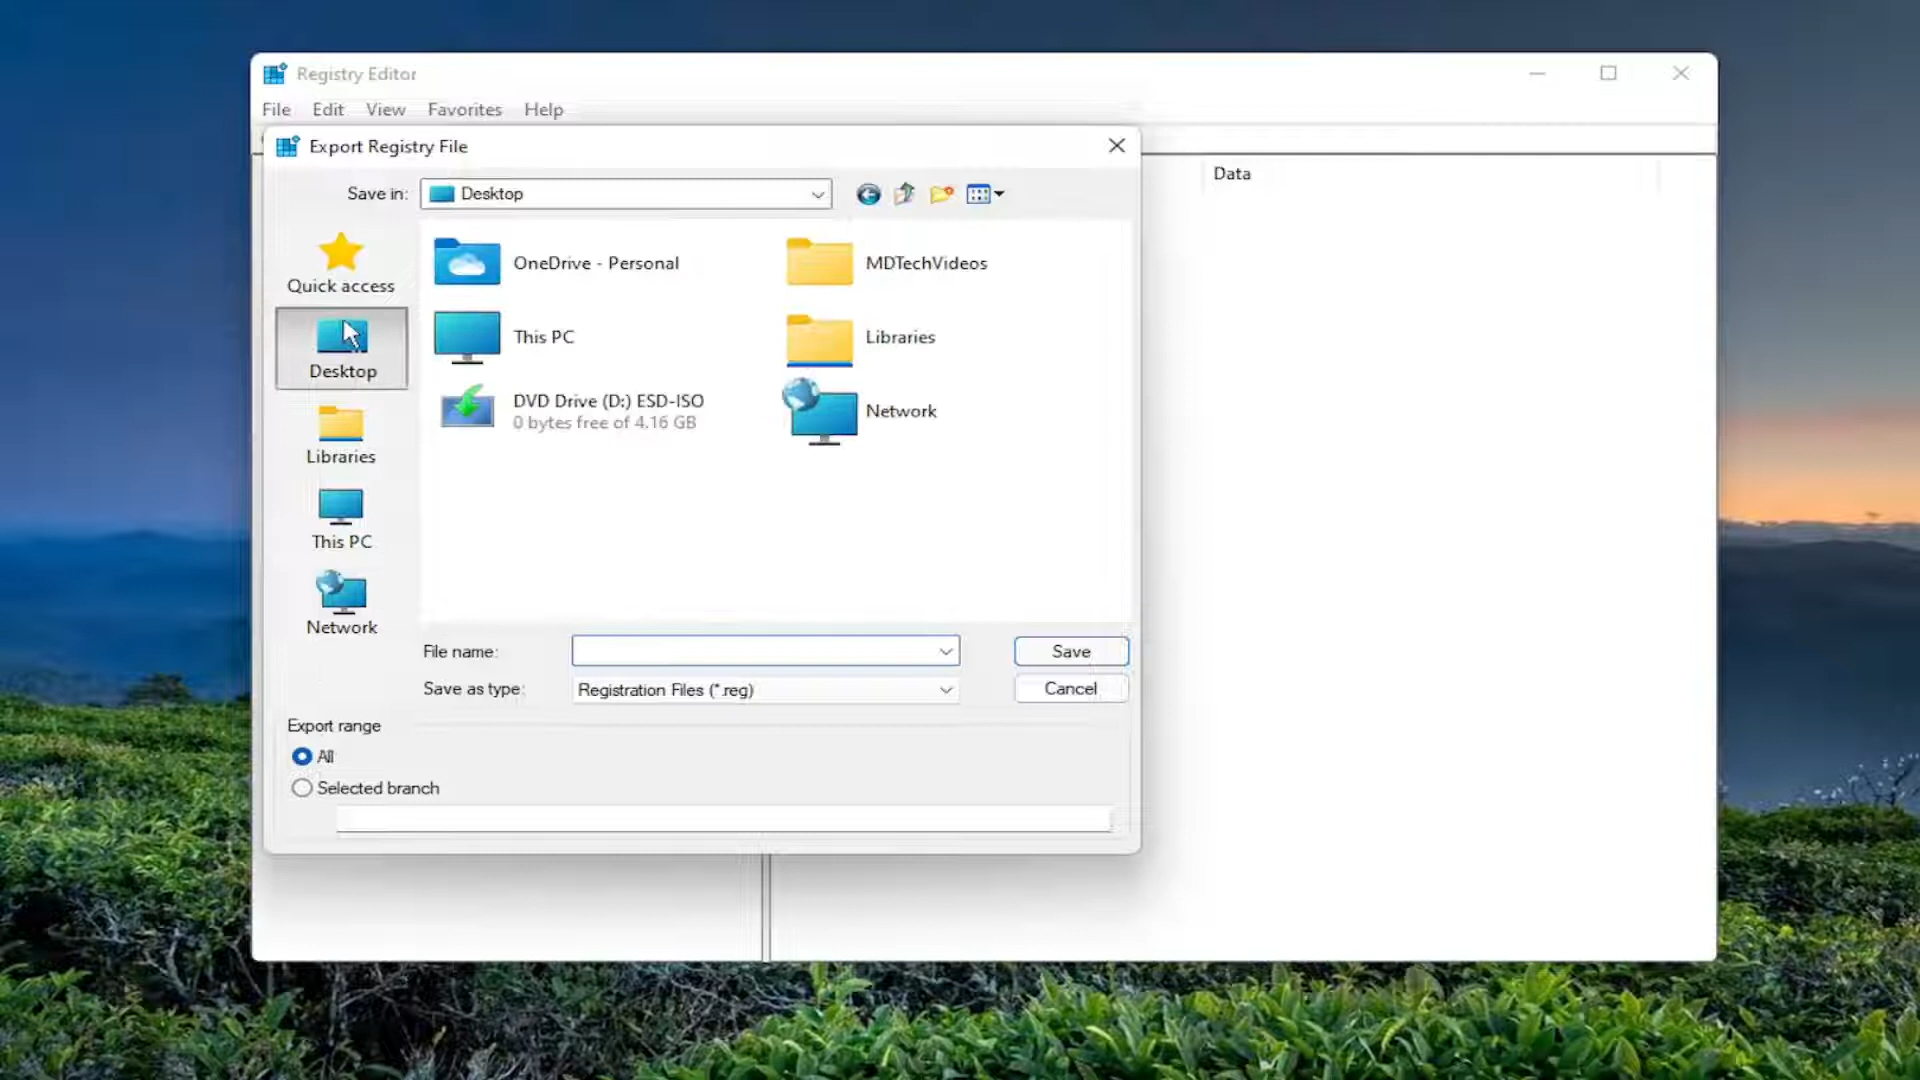 Registry Editor
File Edit View Favorites Help
Export Registry File
Data
Save in: Desktop
Quick access
Desktop
Libraries
This PC
Network
OneDrive - Personal
MDTechVideos
This PC
Libraries
DVD Drive (D:) ESD-ISO
0 bytes free of 4.16 GB
Network
File name:
Save
Save as type: Registration Files (*.reg)
Cancel
Export range
All
Selected branch